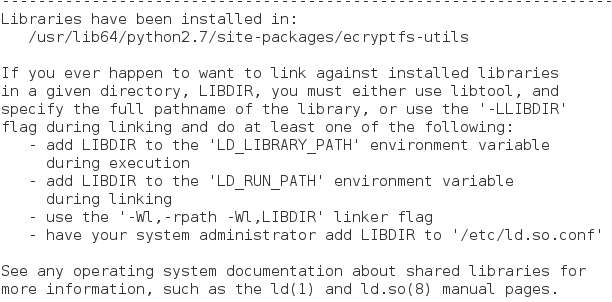 ----------------------------------------------------------------------
Libraries have been installed in:
   /usr/lib64/python2.7/site-packages/ecryptfs-utils

If you ever happen to want to link against installed libraries
in a given directory, LIBDIR, you must either use libtool, and
specify the full pathname of the library, or use the '-LLIBDIR'
flag during linking and do at least one of the following:
   - add LIBDIR to the 'LD_LIBRARY_PATH' environment variable
     during execution
   - add LIBDIR to the 'LD_RUN_PATH' environment variable
     during linking
   - use the '-Wl,-rpath -Wl,LIBDIR' linker flag
   - have your system administrator add LIBDIR to '/etc/ld.so.conf'

See any operating system documentation about shared libraries for
more information, such as the ld(1) and ld.so(8) manual pages.